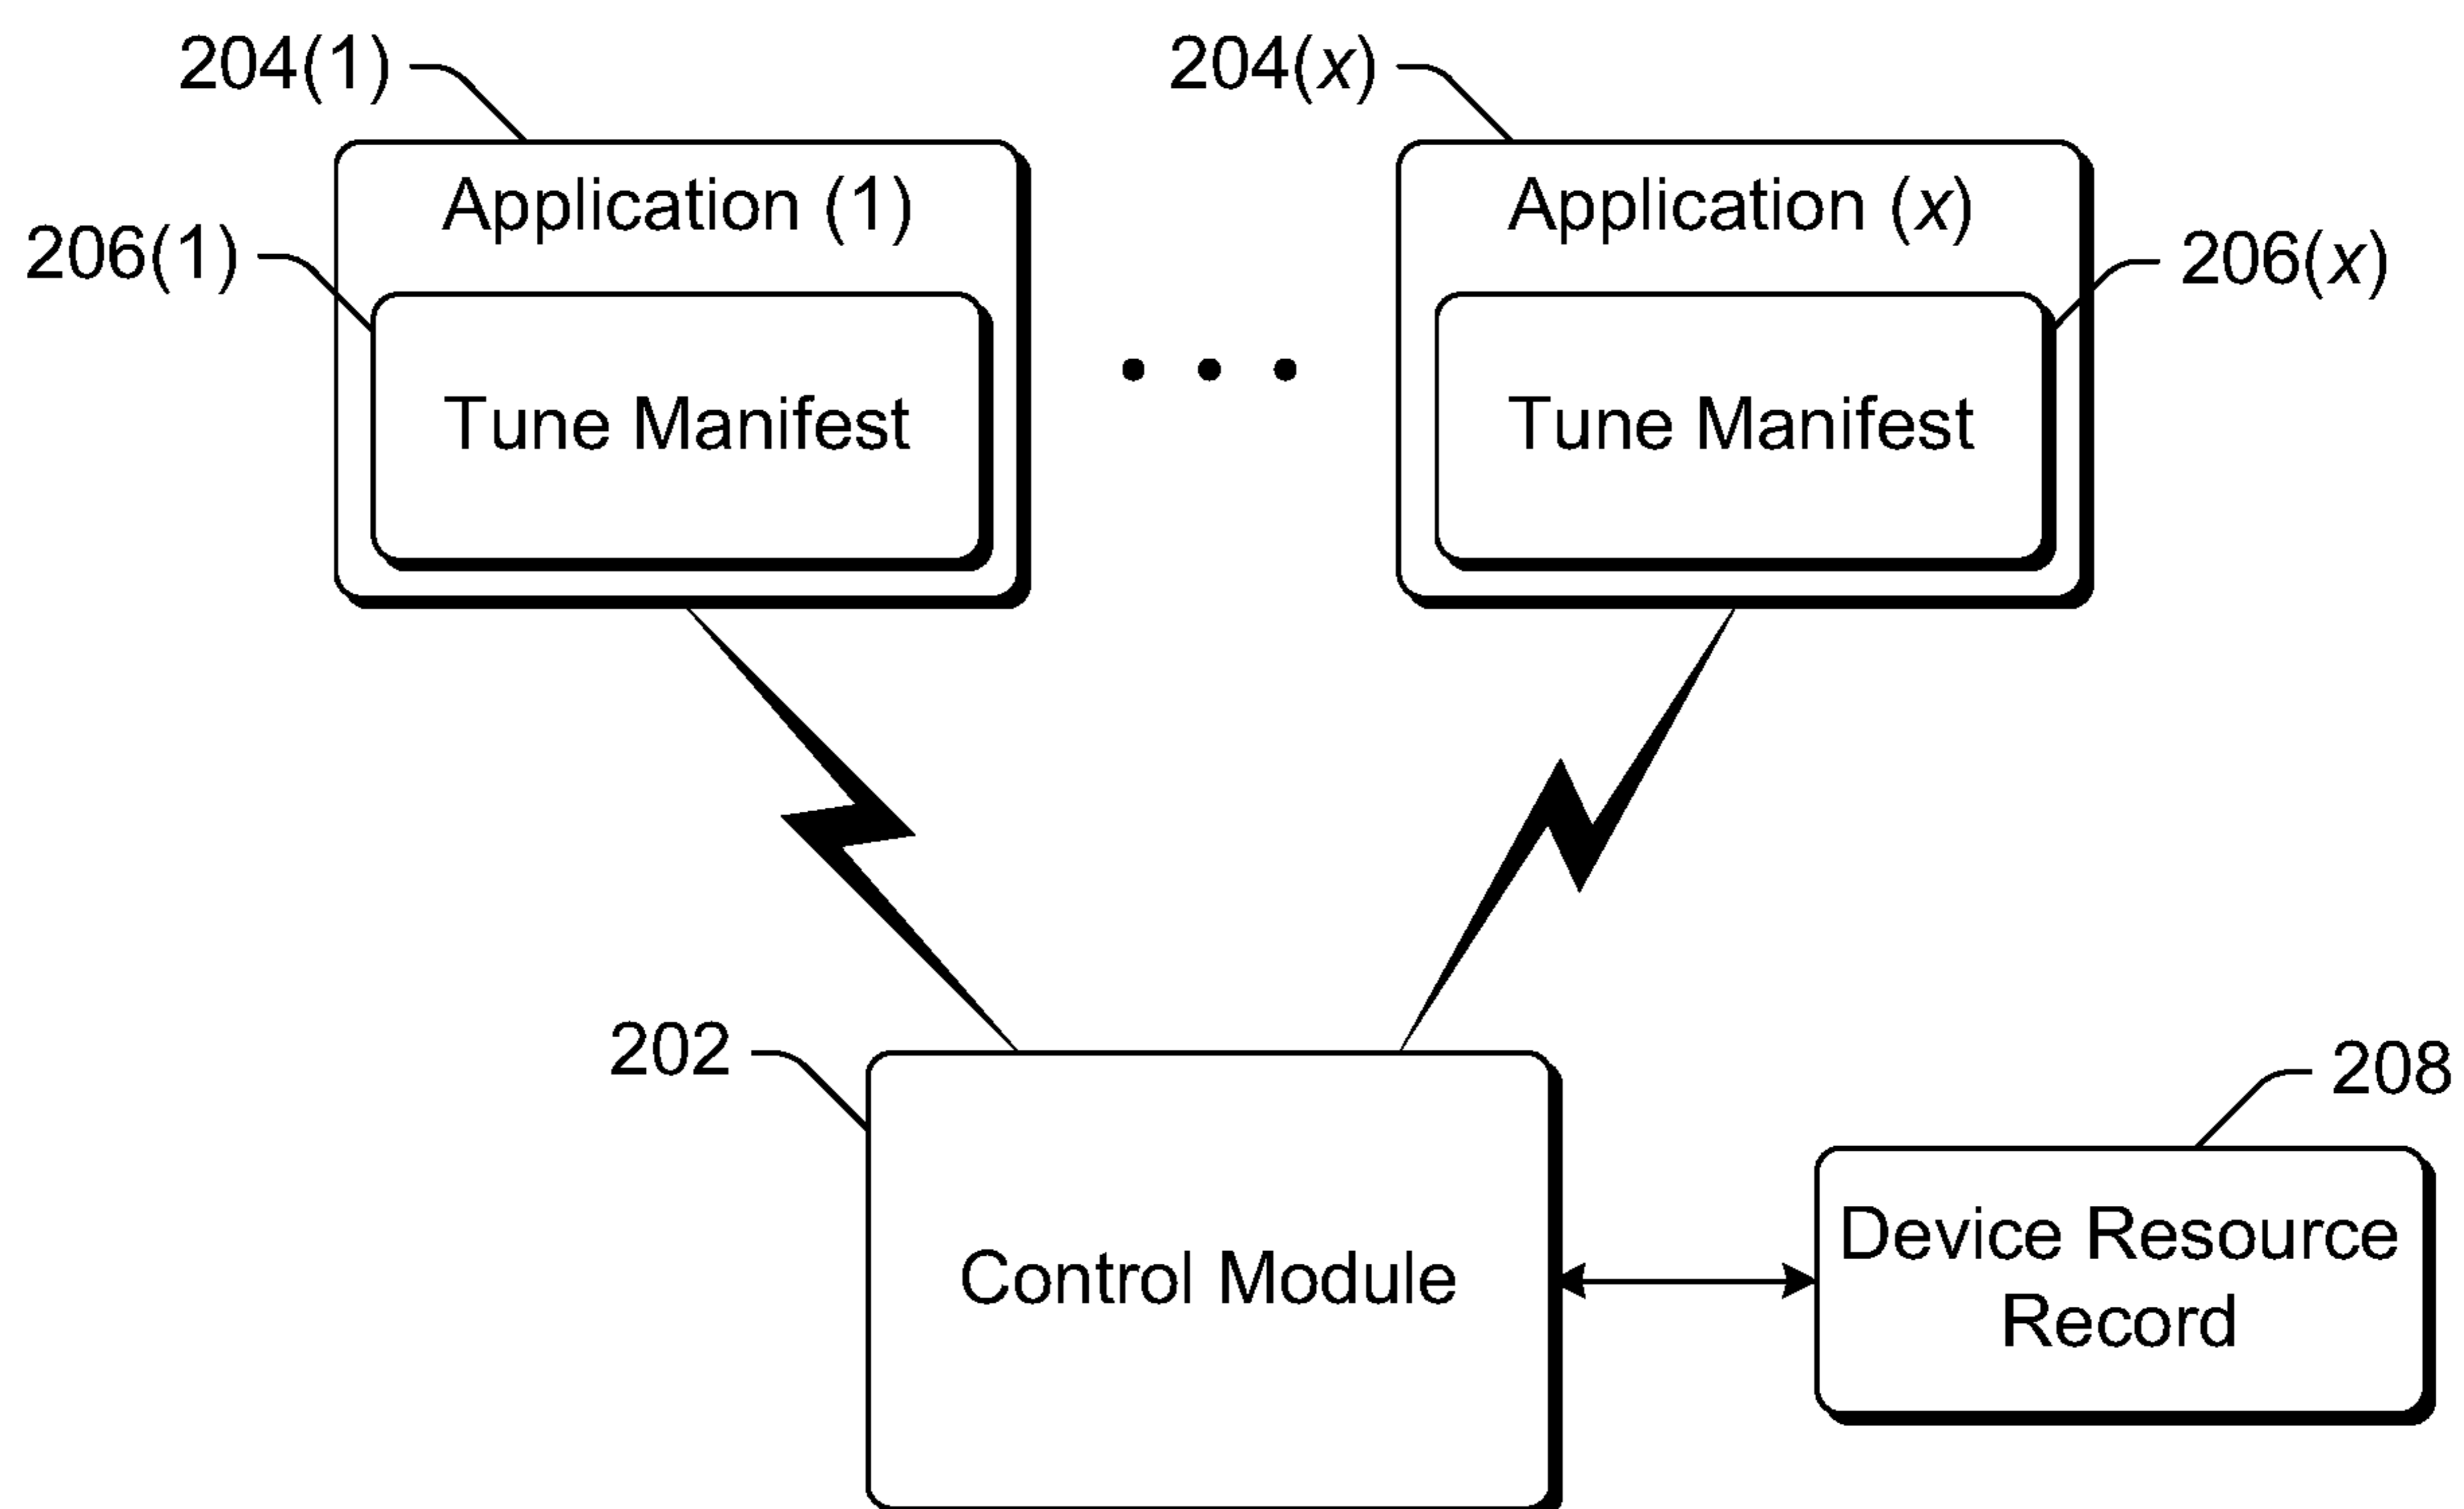 204(1)
204(x)
Application (1)
Application (x)
206(1)
206(x)
Tune Manifest
Tune Manifest
202
208
Control Module
Device Resource
Record